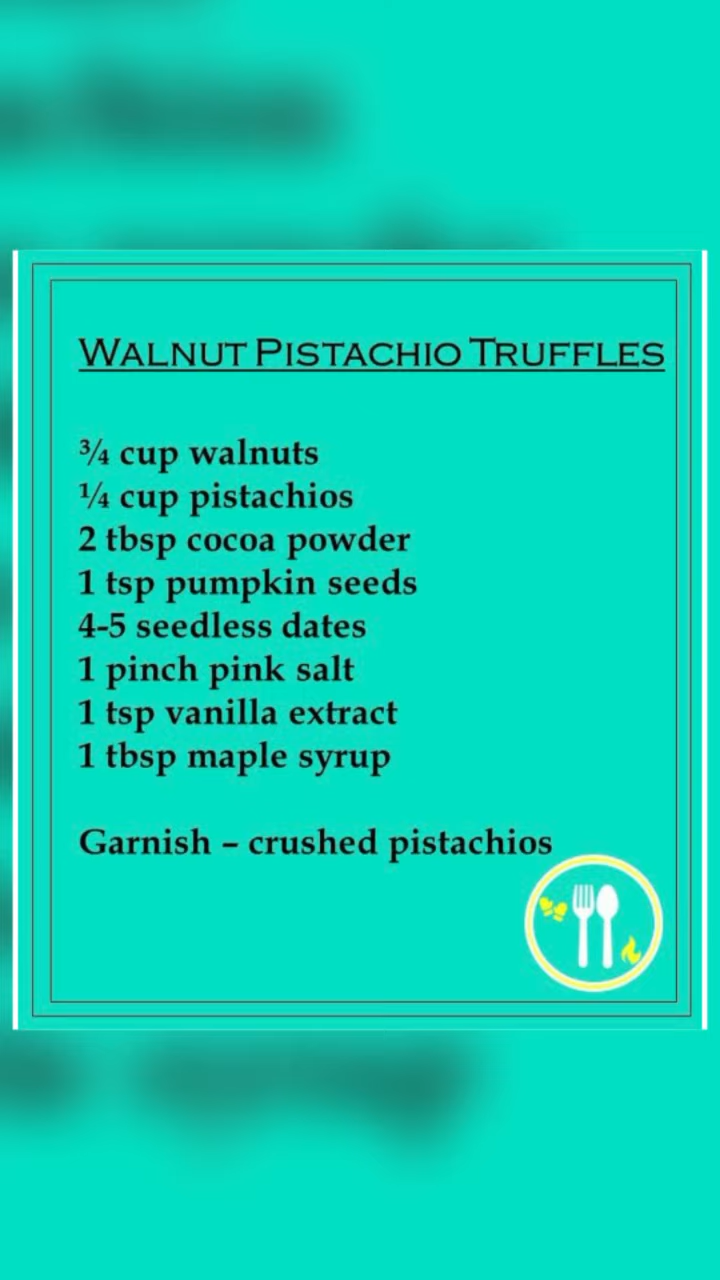 WALNUT PISTACHIO TRUFFLES
¾ cup walnuts
¼ cup pistachios
2 tbsp cocoa powder
1 tsp pumpkin seeds
4-5 seedless dates
1 pinch pink salt
1 tsp vanilla extract
1 tbsp maple syrup
Garnish – crushed pistachios